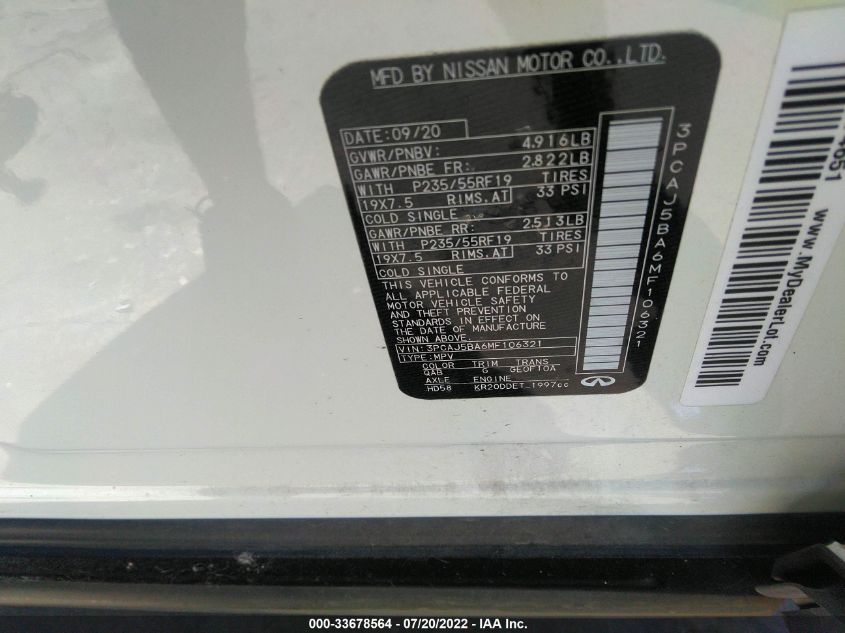 MFD BY NISSAN MOTOR CO.,LTD.
DATE: 09/20
GVWR/PNBV: 4.916LB
GAWR/PNBE FR: 2.822LB
WITH P235/55RF19 TIRES
19X7.5 RIMS.AT 33 PSI
COLD SINGLE
GAWR/PNBE RR: 2.513LB
WITH P235/55RF19 TIRES
19X7.5 RIMS.AT 33 PSI
COLD SINGLE
THIS VEHICLE CONFORMS TO
ALL APPLICABLE FEDERAL
MOTOR VEHICLE SAFETY
AND THEFT PREVENTION
STANDARDS IN EFFECT
ON THE DATE OF MANUFACTURE
SHOWN ABOVE.
VIN: 3PCAJ5BA6MF106321
TYPE: MPV
COLOR TRIM TRANS
QAB G GE0F10A
AXLE ENGINE
HD58 KR20DDET 1997cc
3PCAJ5BA6MF106321
www.MyDealerLot.com
000-33678564 / 07/20/2022 - IAA Inc.